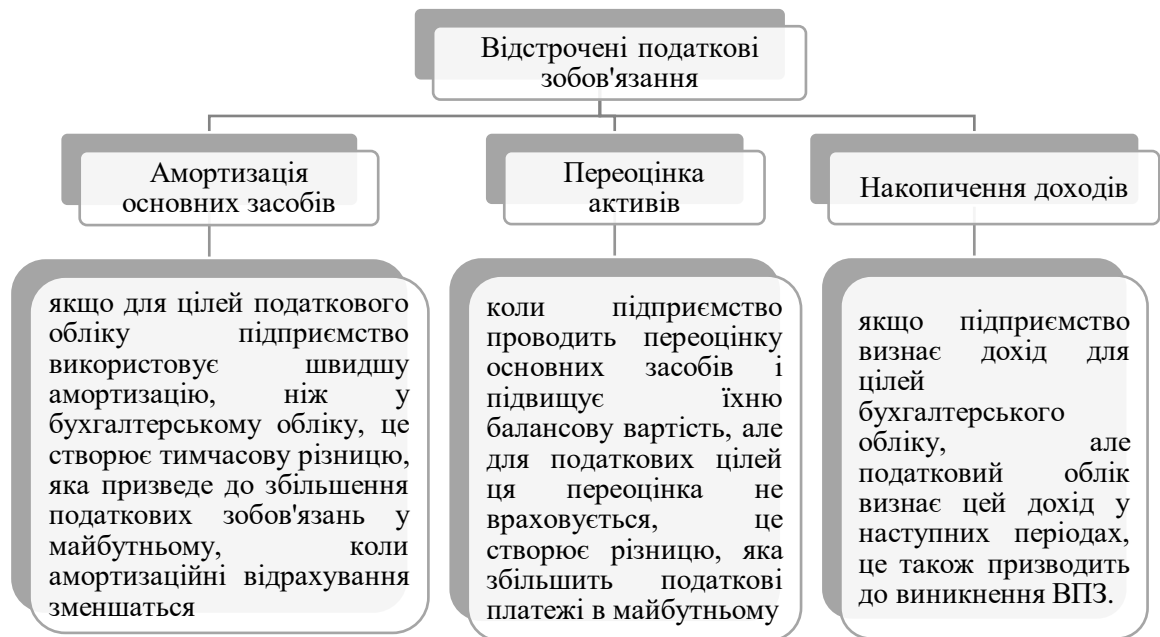 Відстрочені податкові
зобов'язання
Амортизація
основних засобів
Переоцінка
активів
Накопичення доходів
якщо для цілей податкового
обліку підприємство
використовує швидшу
амортизацію, ніж у
бухгалтерському обліку, це
створює тимчасову різницю,
яка призведе до збільшення
податкових зобов'язань у
майбутньому, коли
амортизаційні відрахування
зменшаться
коли підприємство
проводить переоцінку
основних засобів і
підвищує їхню
балансову вартість, але
для податкових цілей
ця переоцінка не
враховується, це
створює різницю, яка
збільшить податкові
платежі в майбутньому
якщо підприємство
визнає дохід для
цілей
бухгалтерського
обліку, але
податковий облік
визнає цей дохід у
наступних періодах,
це також призводить
до виникнення ВПЗ.